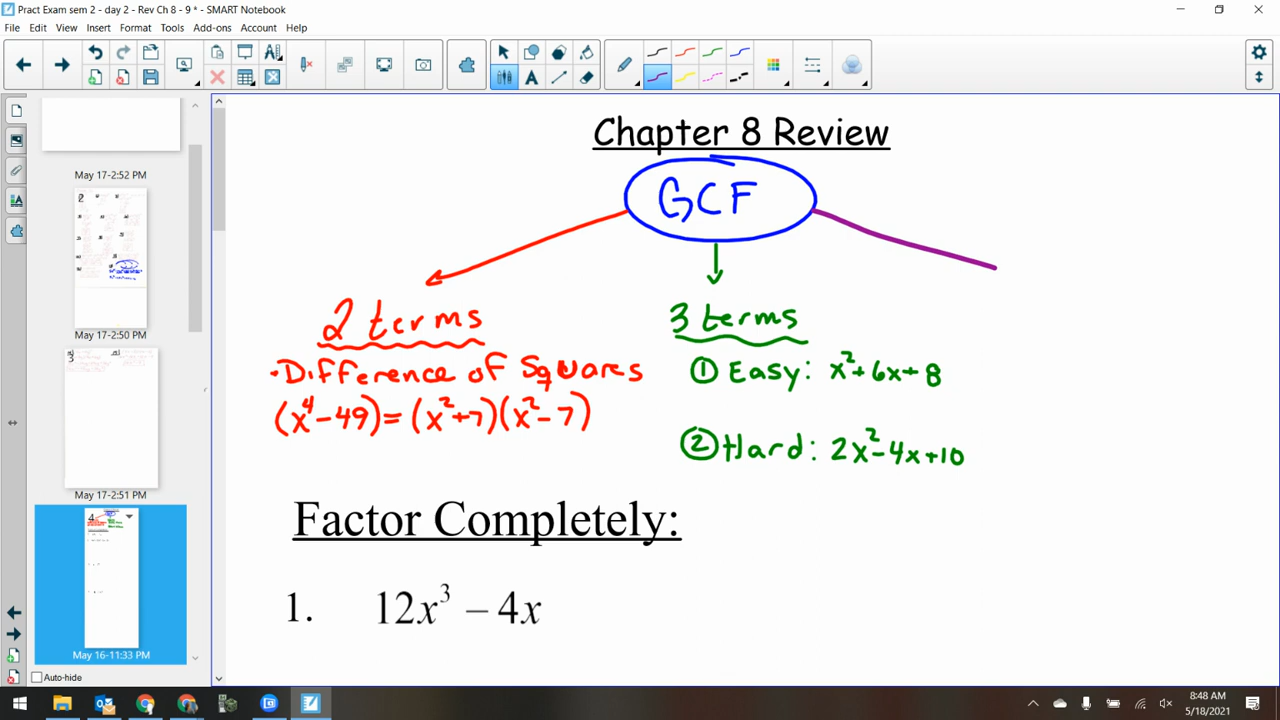 Pract Exam sem 2 - day 2 - Rev Ch 8 - 9 * - SMART Notebook
File Edit View Insert Format Tools Add-ons Account Help
May 17-2:52 PM
May 17-2:50 PM
May 17-2:51 PM
May 16-11:33 PM
Auto-hide
Chapter 8 Review
GCF
2 terms
• Difference of Squares
(x⁴-49)=(x²+7)(x²-7)
3 terms
① Easy: x²+6x+8
② Hard: 2x²-4x+10
Factor Completely:
1. 12x³ – 4x
8:48 AM
5/18/2021